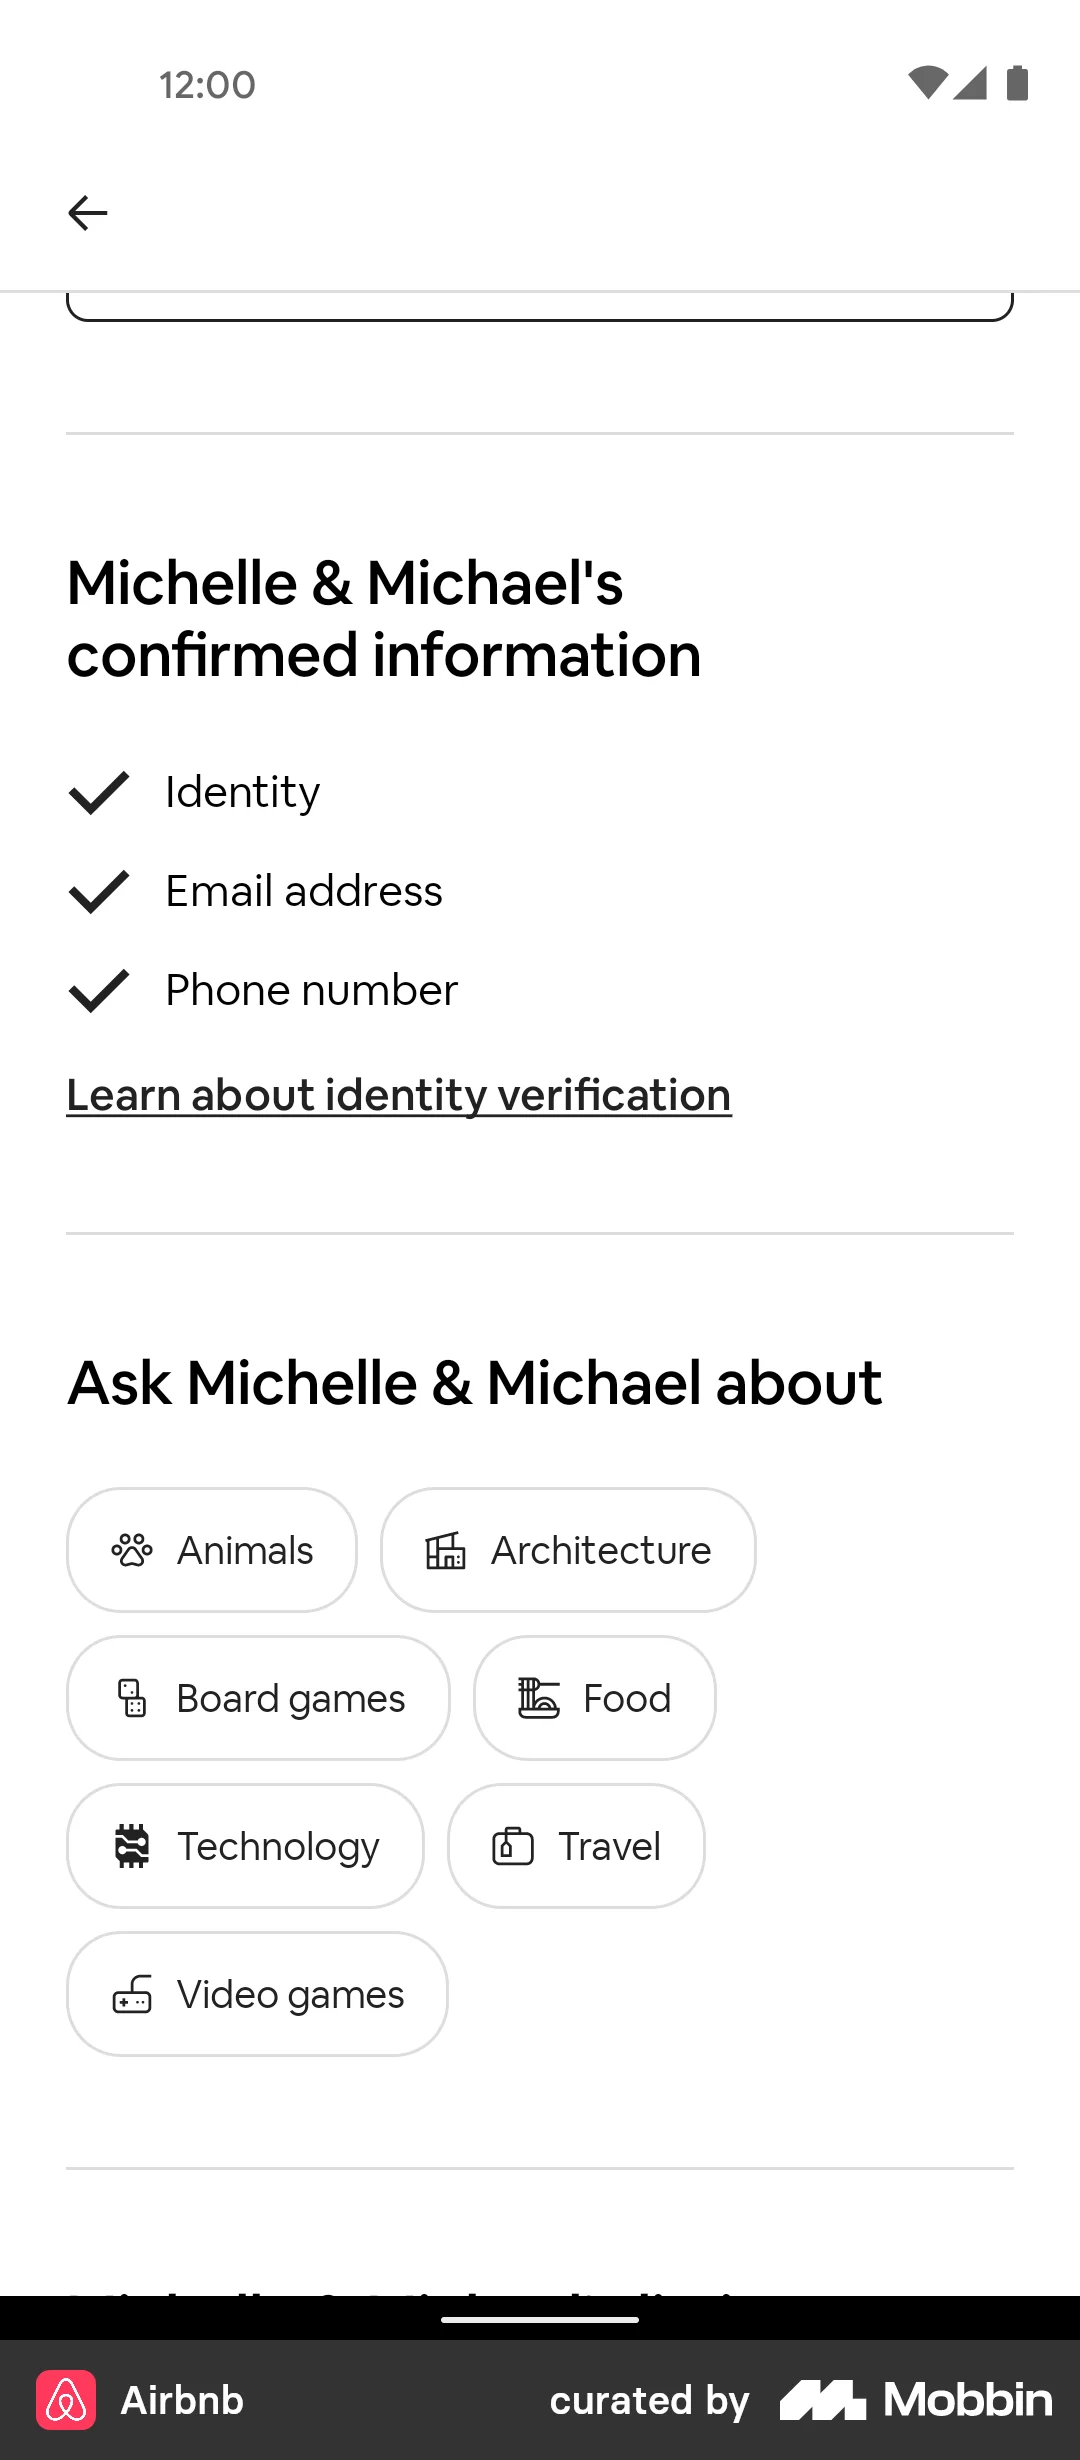 12:00
Michelle & Michael's
confirmed information
Identity
Email address
Phone number
Learn about identity verification
Ask Michelle & Michael about
Animals
Architecture
Board games
Food
Technology
Travel
Video games
Airbnb
curated by
Mobbin